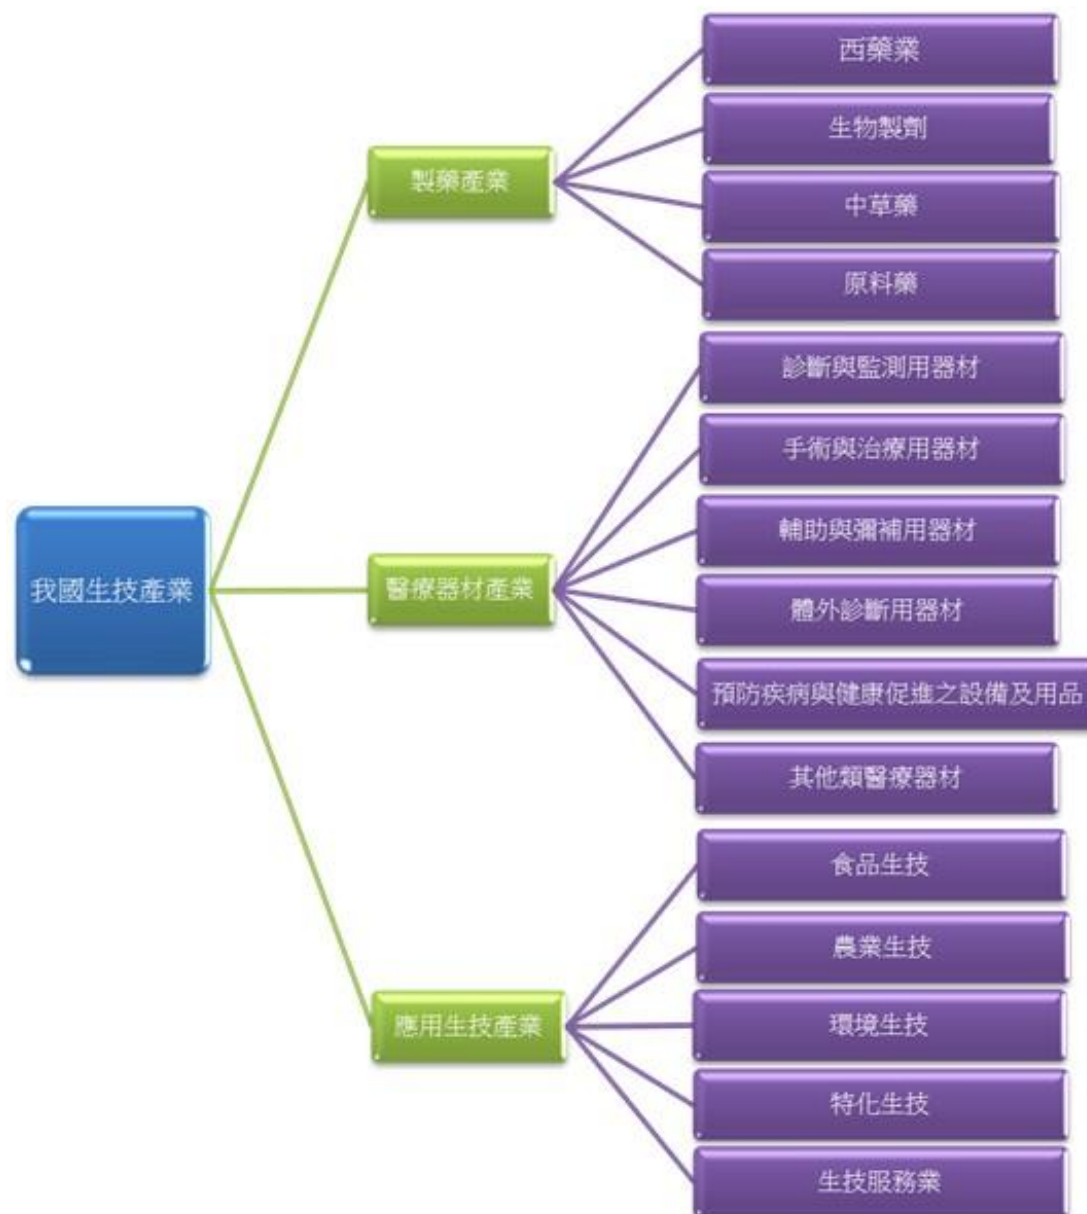 我國生技產業
製藥產業
西藥業
生物製劑
中草藥
原料藥
醫療器材產業
診斷與監測用器材
手術與治療用器材
輔助與彌補用器材
體外診斷用器材
預防疾病與健康促進之設備及用品
其他類醫療器材
應用生技產業
食品生技
農業生技
環境生技
特化生技
生技服務業